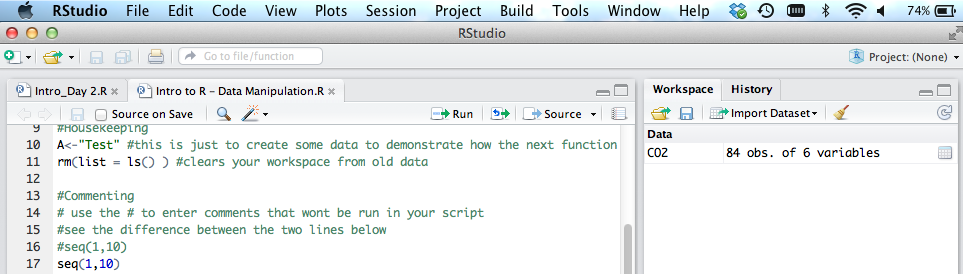 RStudio File Edit Code View Plots Session Project Build Tools Window Help 74%
RStudio
Go to file/function Project: (None)
Intro_Day 2.R Intro to R - Data Manipulation.R Workspace History
Source on Save Run Source Import Dataset
9 #Housekeeping Data
10 A<-"Test" #this is just to create some data to demonstrate how the next function CO2 84 obs. of 6 variables
11 rm(list = ls() ) #clears your workspace from old data
12
13 #Commenting
14 # use the # to enter comments that wont be run in your script
15 #see the difference between the two lines below
16 #seq(1,10)
17 seq(1,10)